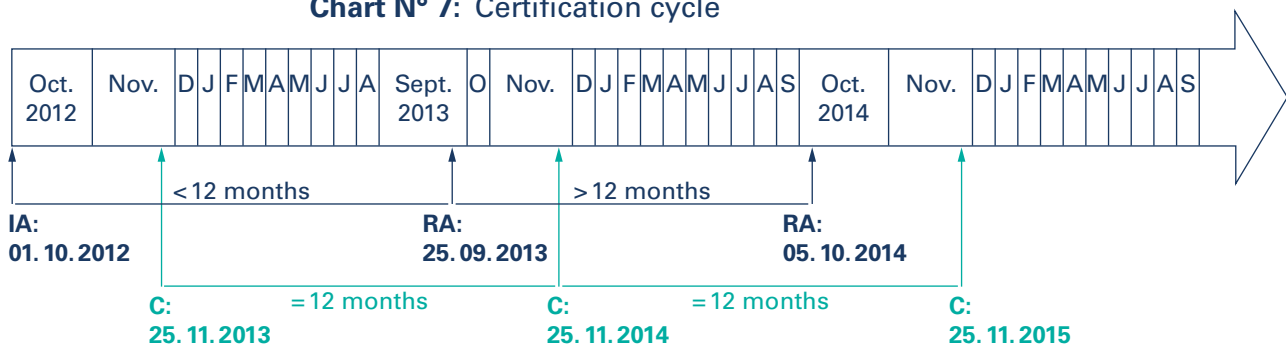 Chart N° 7: Certification cycle
Oct. 2012 Nov. D J F M A M J J A Sept. 2013 O Nov. D J F M A M J J A S Oct. 2014 Nov. D J F M A M J J A S
<12 months >12 months
IA: RA: RA:
01.10.2012 25.09.2013 05.10.2014
=12 months =12 months
C: C: C:
25.11.2013 25.11.2014 25.11.2015